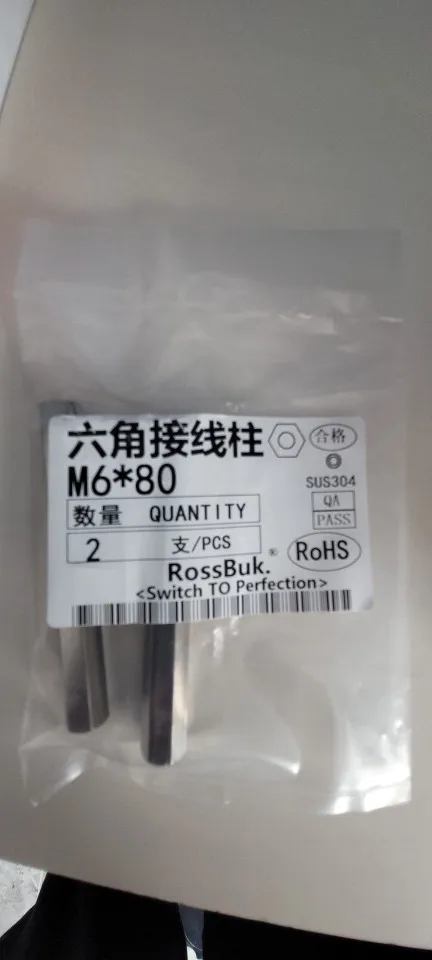 六角接线柱
合格
M6*80
SUS304
数量 QUANTITY
QA
PASS
2 支/PCS
RoHS
RossBuk.®
<Switch TO Perfection>